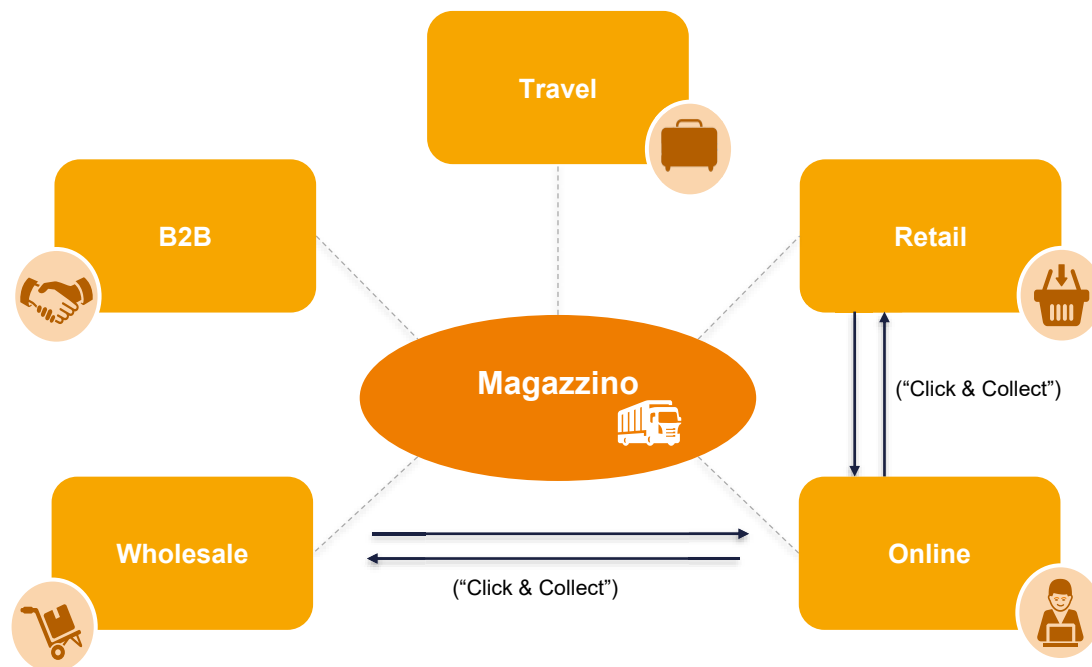 Travel
B2B
Retail
Magazzino
(“Click & Collect”)
Wholesale
Online
(“Click & Collect”)